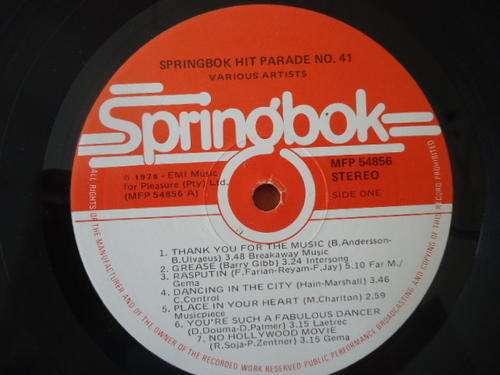 SPRINGBOK HIT PARADE NO. 41
VARIOUS ARTISTS
Springbok
℗ 1978 - EMI Music
for Pleasure (Pty) Ltd.
(MFP 54856 A)
MFP 54856
STEREO
SIDE ONE
1. THANK YOU FOR THE MUSIC (B.Andersson-
B.Ulvaeus) 3.48 Breakaway Music
2. GREASE (Barry Gibb) 3.24 Intersong
3. RASPUTIN (F.Farian-Reyam-F.Jay) 5.10 Far M./
Gema
4. DANCING IN THE CITY (Hain-Marshall) 3.46
C.Control
5. PLACE IN YOUR HEART (M.Charlton) 2.59
Musicpiece
6. YOU'RE SUCH A FABULOUS DANCER
(D.Douma-D.Palmer) 3.15 Laetrec
7. NO HOLLYWOOD MOVIE
(R.Soja-P.Zentner) 3.15 Gema
ALL RIGHTS OF THE MANUFACTURER AND OF THE OWNER OF THE RECORDED WORK RESERVED PUBLIC PERFORMANCE BROADCASTING AND COPYING OF THIS RECORD PROHIBITED